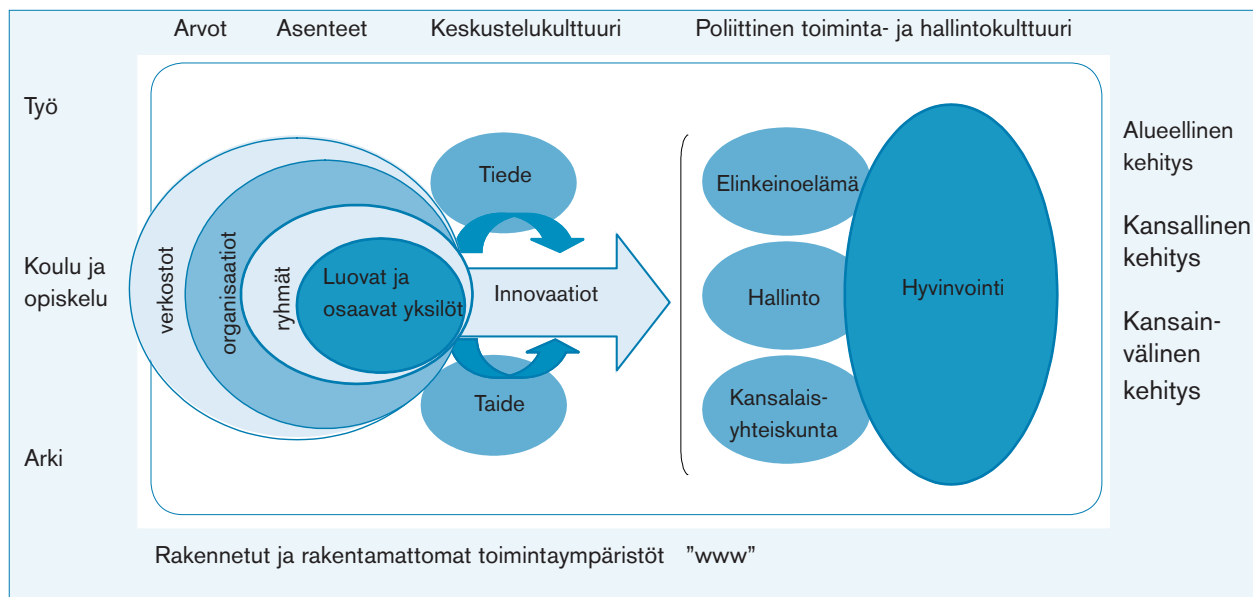 Arvot Asenteet Keskustelukulttuuri Poliittinen toiminta- ja hallintokulttuuri
Työ
Koulu ja
opiskelu
Arki
verkostot
organisaatiot
ryhmät
Luovat ja
osaavat yksilöt
Tiede
Innovaatiot
Taide
Elinkeinoelämä
Hallinto
Kansalais-
yhteiskunta
Hyvinvointi
Alueellinen
kehitys
Kansallinen
kehitys
Kansain-
välinen
kehitys
Rakennetut ja rakentamattomat toimintaympäristöt ”www”